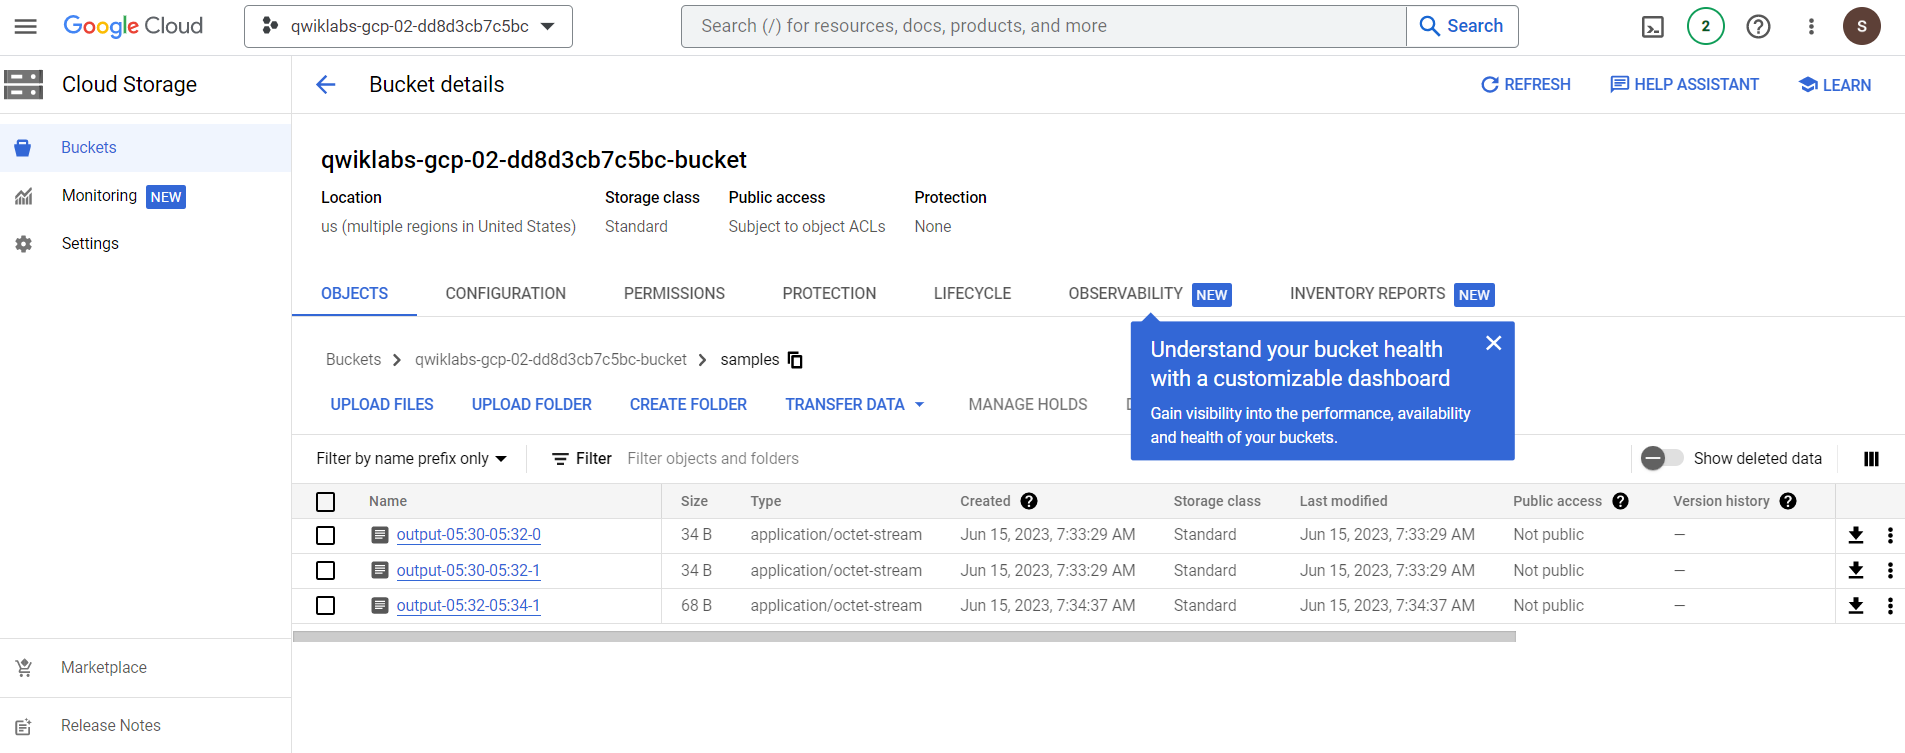 Google Cloud
qwiklabs-gcp-02-dd8d3cb7c5bc
Search (/) for resources, docs, products, and more
Search
2
S
Cloud Storage
Bucket details
REFRESH
HELP ASSISTANT
LEARN
Buckets
Monitoring NEW
Settings
Marketplace
Release Notes
qwiklabs-gcp-02-dd8d3cb7c5bc-bucket
Location Storage class Public access Protection
us (multiple regions in United States) Standard Subject to object ACLs None
OBJECTS CONFIGURATION PERMISSIONS PROTECTION LIFECYCLE OBSERVABILITY NEW INVENTORY REPORTS NEW
Buckets qwiklabs-gcp-02-dd8d3cb7c5bc-bucket samples
UPLOAD FILES UPLOAD FOLDER CREATE FOLDER TRANSFER DATA MANAGE HOLDS
Understand your bucket health
with a customizable dashboard
Gain visibility into the performance, availability
and health of your buckets.
Filter by name prefix only Filter Filter objects and folders Show deleted data
Name Size Type Created Storage class Last modified Public access Version history
output-05:30-05:32-0 34 B application/octet-stream Jun 15, 2023, 7:33:29 AM Standard Jun 15, 2023, 7:33:29 AM Not public —
output-05:30-05:32-1 34 B application/octet-stream Jun 15, 2023, 7:33:29 AM Standard Jun 15, 2023, 7:33:29 AM Not public —
output-05:32-05:34-1 68 B application/octet-stream Jun 15, 2023, 7:34:37 AM Standard Jun 15, 2023, 7:34:37 AM Not public —